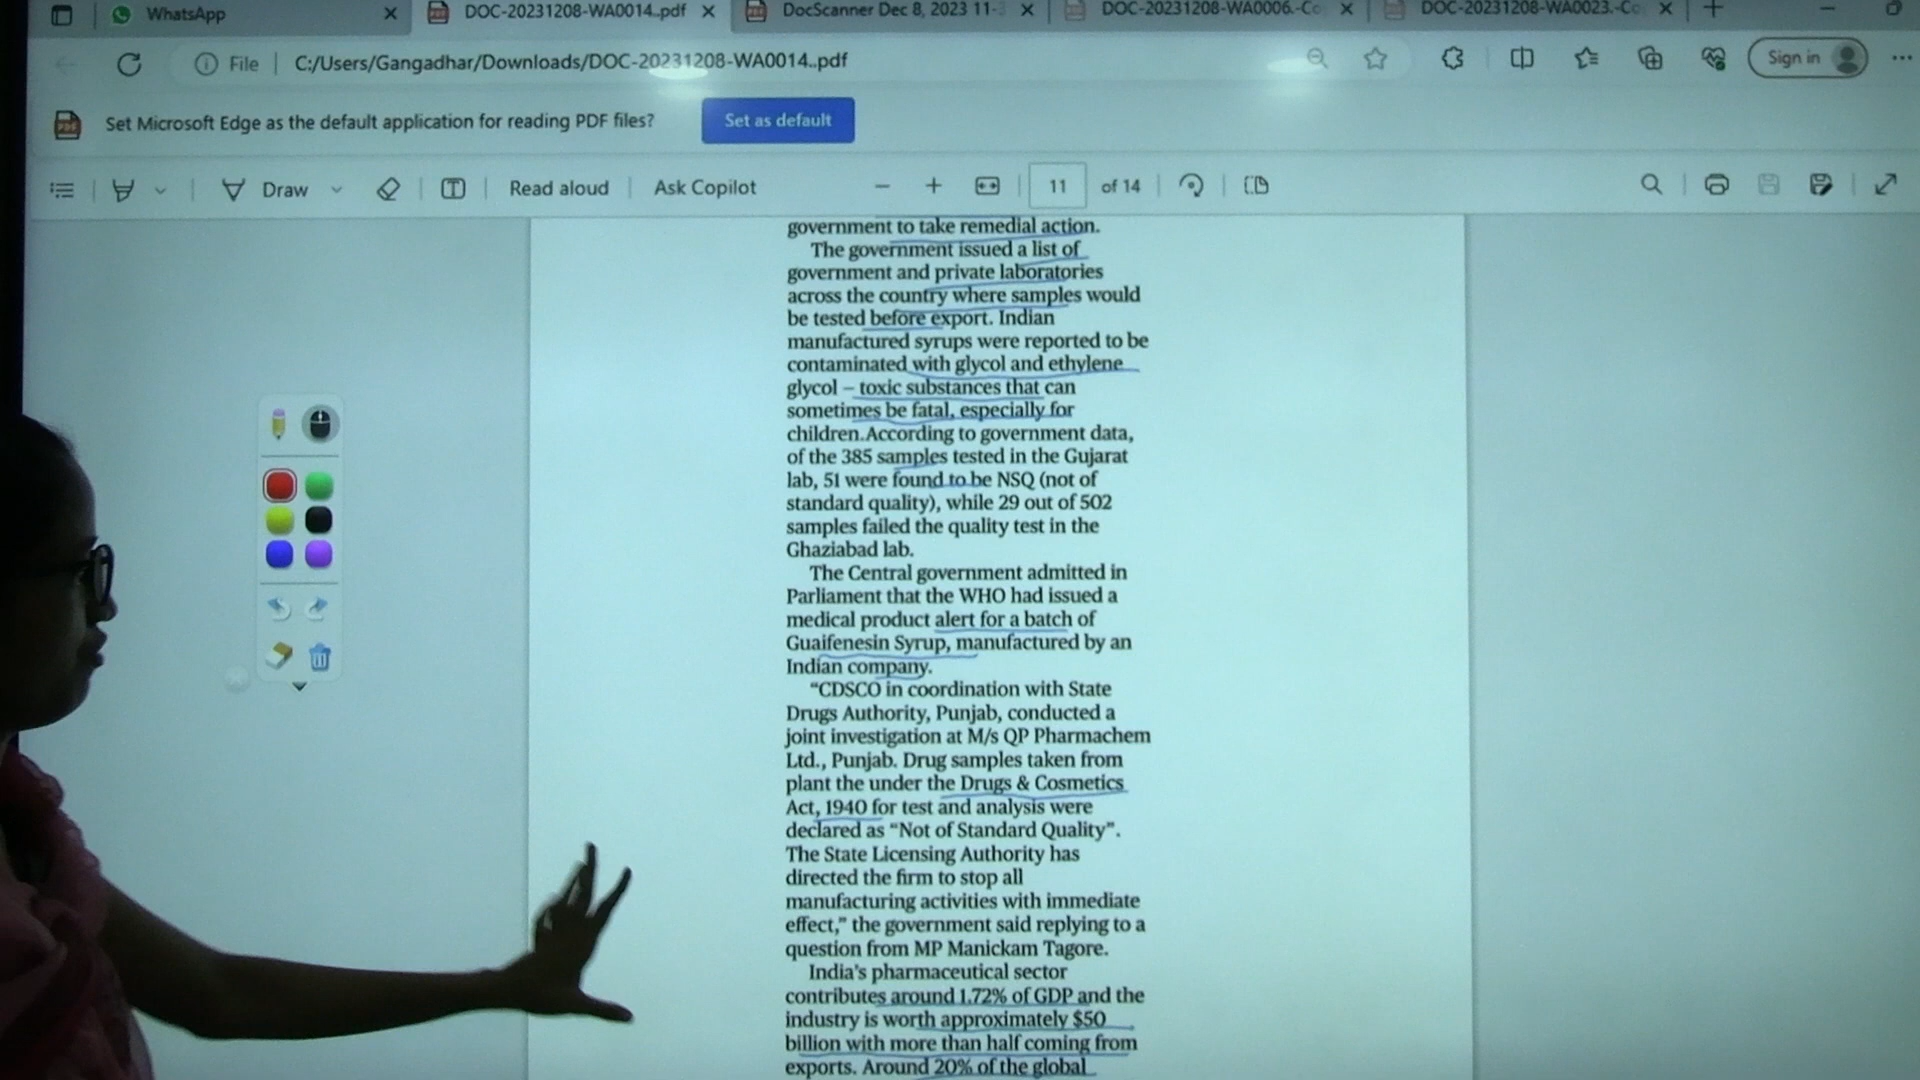 WhatsApp
DOC-20231208-WA0014..pdf
DocScanner Dec 8, 2023 11-3
DOC-20231208-WA0006.-Co
DOC-20231208-WA0023.-Co
File
C:/Users/Gangadhar/Downloads/DOC-20231208-WA0014..pdf
Sign in
Set Microsoft Edge as the default application for reading PDF files?
Set as default
Draw
Read aloud
Ask Copilot
11
of 14
government to take remedial action.
The government issued a list of
government and private laboratories
across the country where samples would
be tested before export. Indian
manufactured syrups were reported to be
contaminated with glycol and ethylene
glycol – toxic substances that can
sometimes be fatal, especially for
children.According to government data,
of the 385 samples tested in the Gujarat
lab, 51 were found to be NSQ (not of
standard quality), while 29 out of 502
samples failed the quality test in the
Ghaziabad lab.
The Central government admitted in
Parliament that the WHO had issued a
medical product alert for a batch of
Guaifenesin Syrup, manufactured by an
Indian company.
“CDSCO in coordination with State
Drugs Authority, Punjab, conducted a
joint investigation at M/s QP Pharmachem
Ltd., Punjab. Drug samples taken from
plant the under the Drugs & Cosmetics
Act, 1940 for test and analysis were
declared as “Not of Standard Quality”.
The State Licensing Authority has
directed the firm to stop all
manufacturing activities with immediate
effect,” the government said replying to a
question from MP Manickam Tagore.
India's pharmaceutical sector
contributes around 1.72% of GDP and the
industry is worth approximately $50
billion with more than half coming from
exports. Around 20% of the global